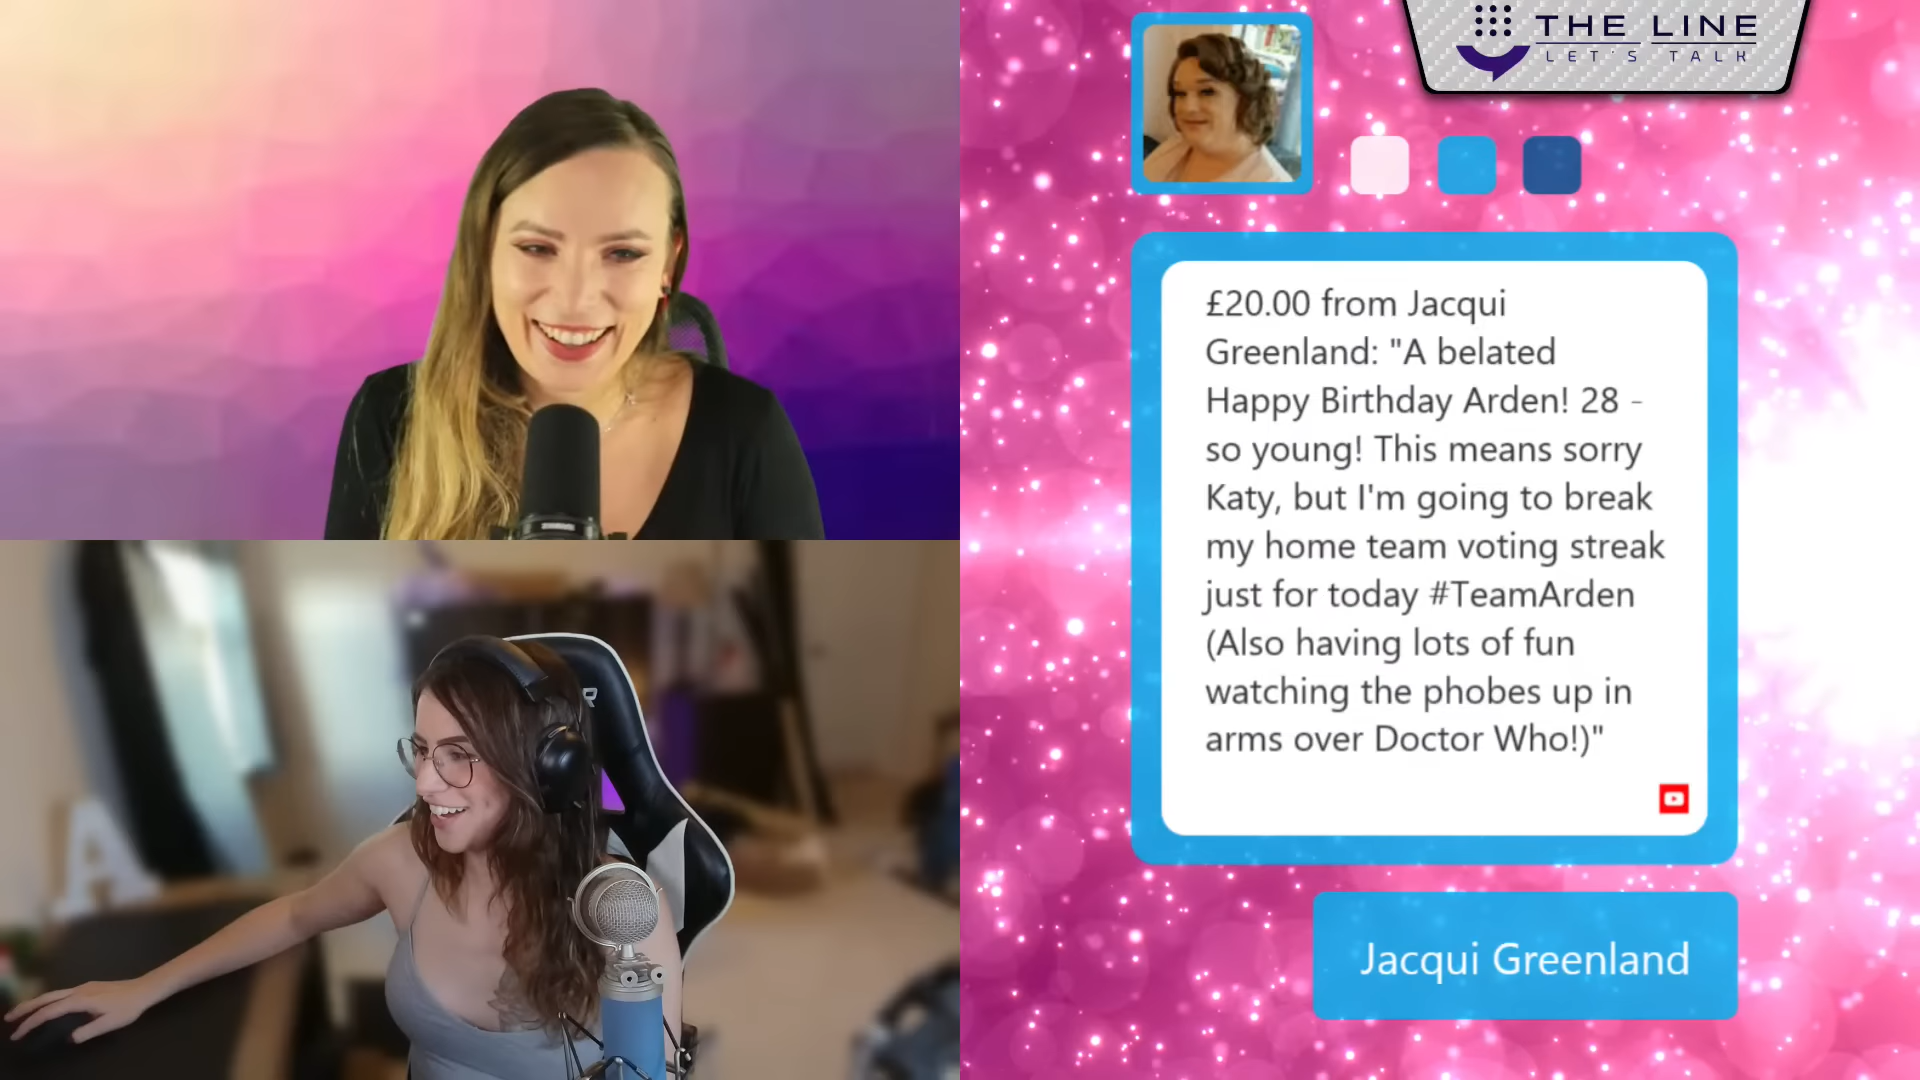 THE LINE
LET'S TALK
£20.00 from Jacqui
Greenland: "A belated
Happy Birthday Arden! 28 -
so young! This means sorry
Katy, but I'm going to break
my home team voting streak
just for today #TeamArden
(Also having lots of fun
watching the phobes up in
arms over Doctor Who!)"
Jacqui Greenland
A
R